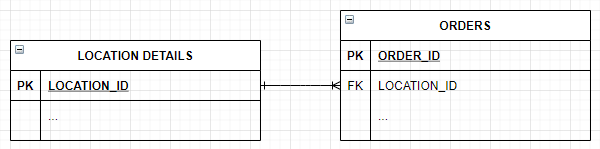 LOCATION DETAILS
PK LOCATION_ID
...
ORDERS
PK ORDER_ID
FK LOCATION_ID
...